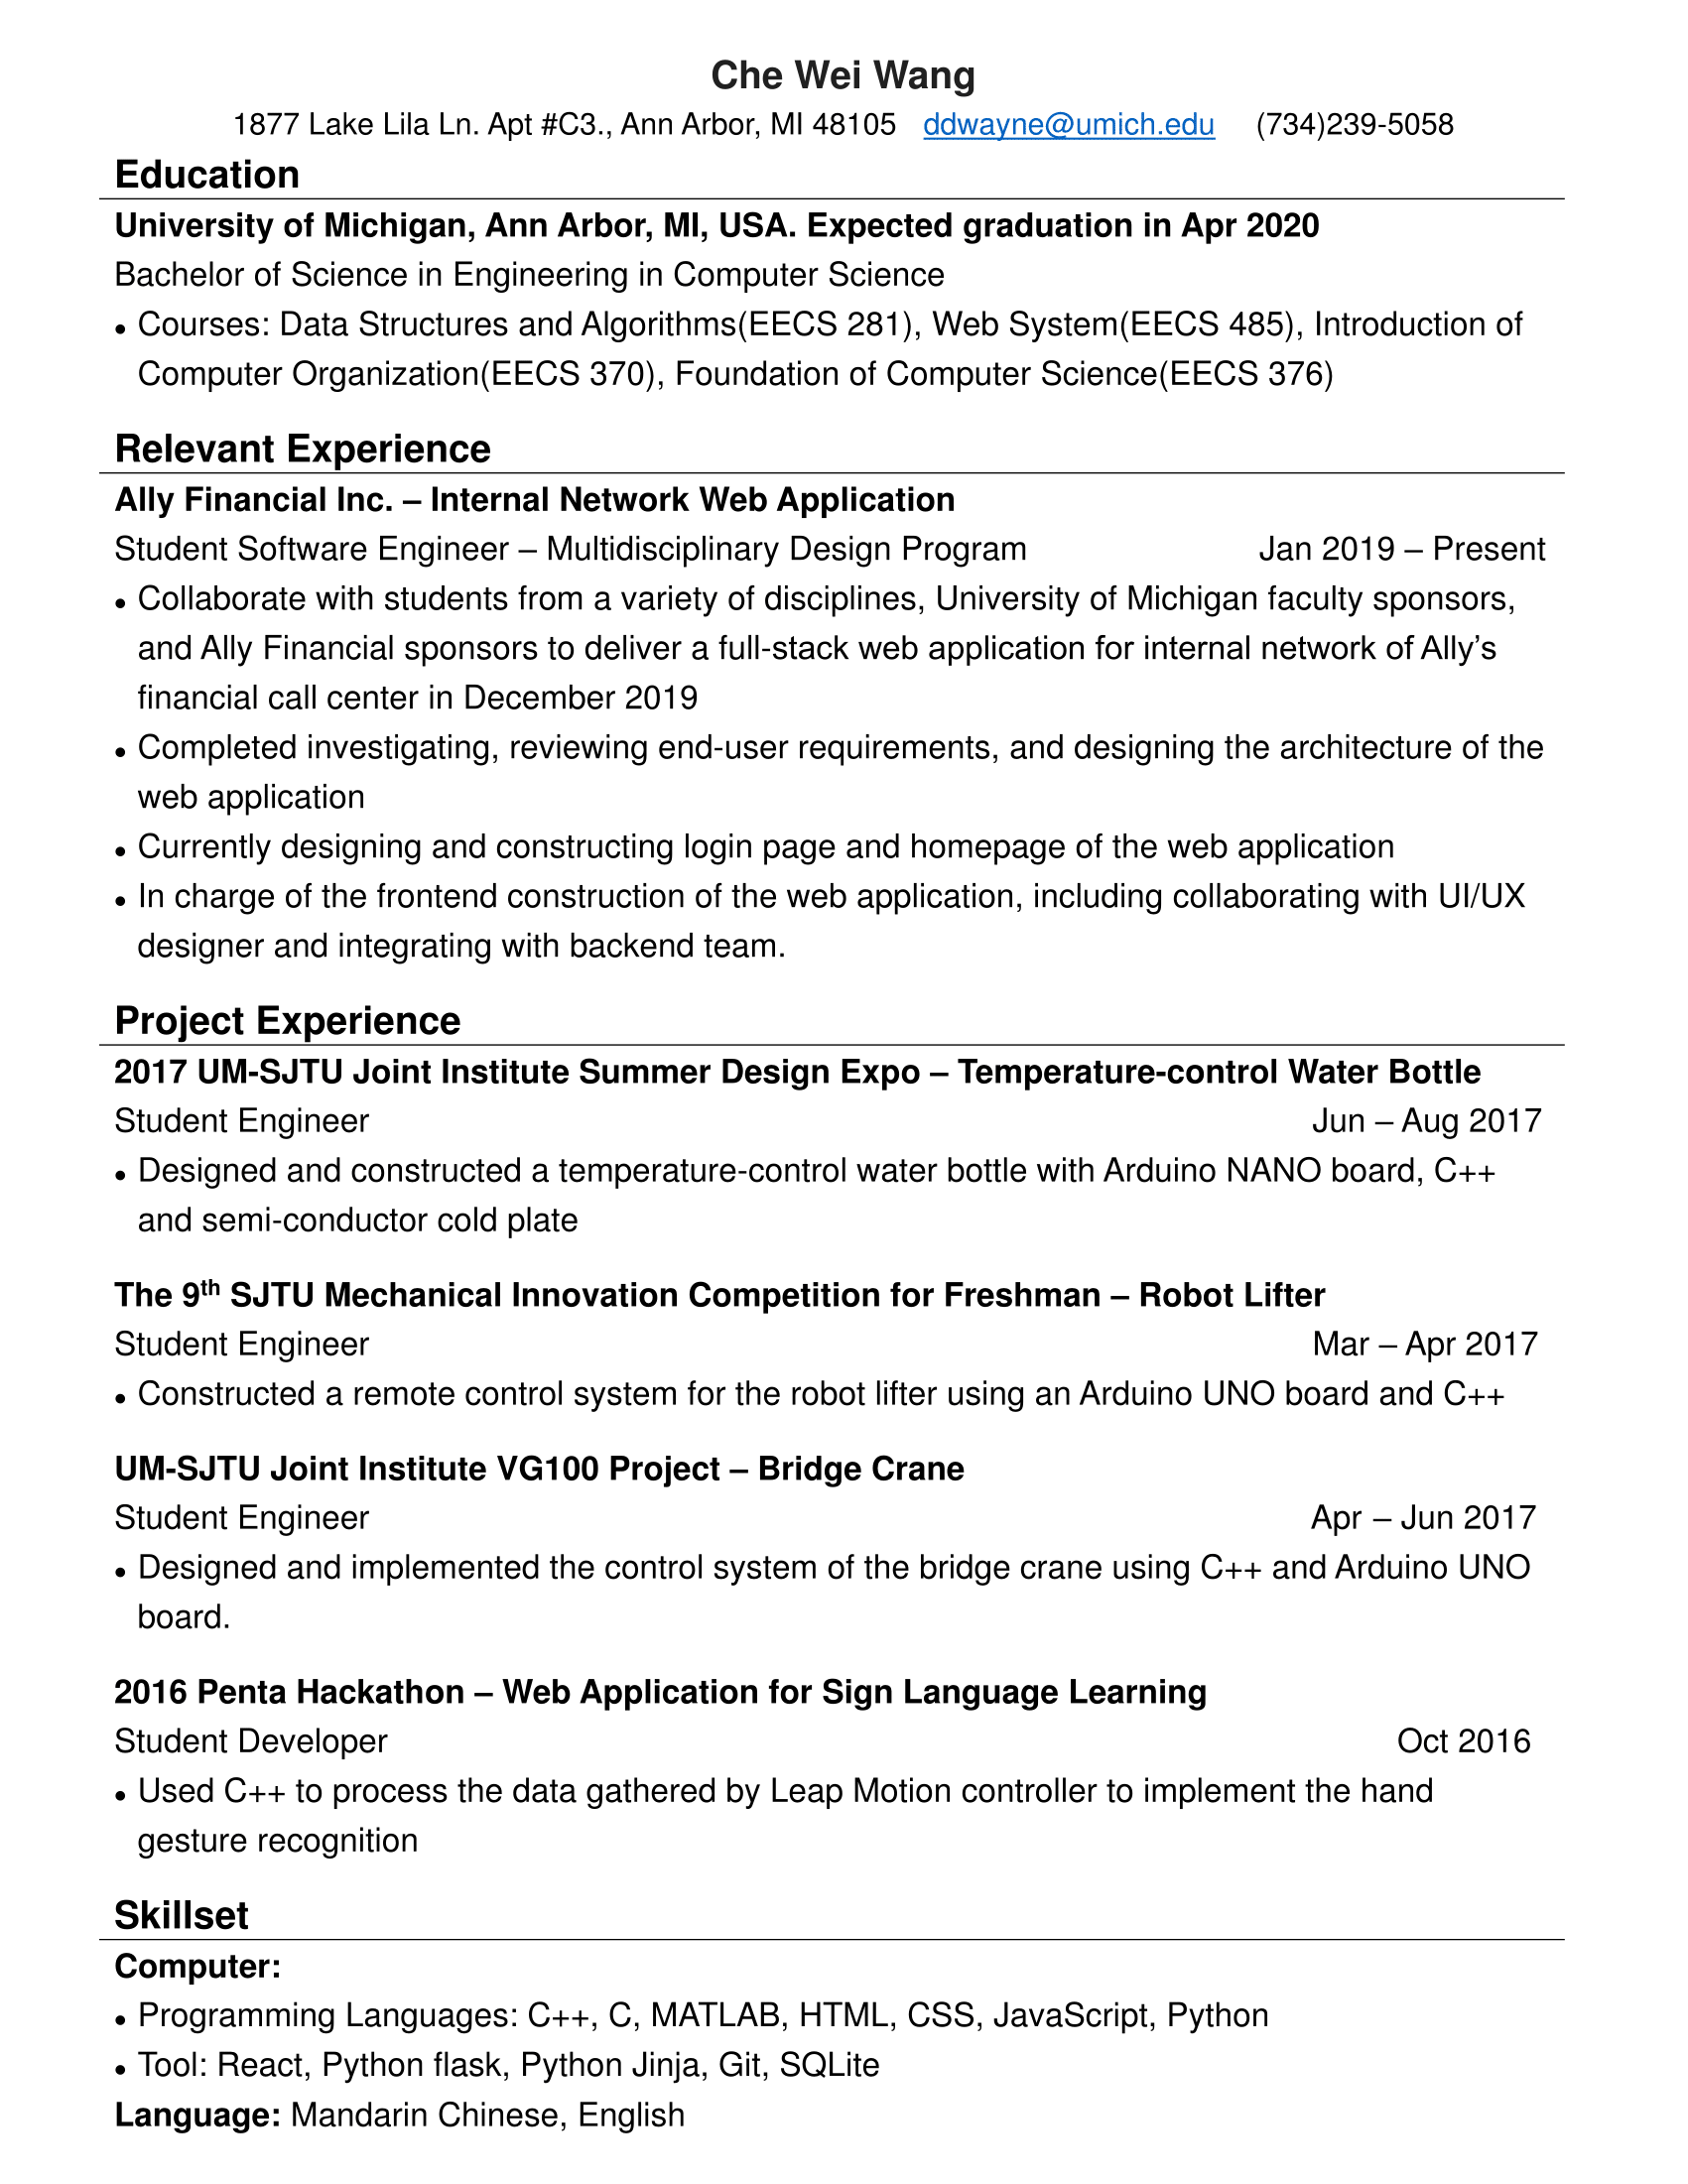 Che Wei Wang
1877 Lake Lila Ln. Apt #C3., Ann Arbor, MI 48105 ddwayne@umich.edu (734)239-5058
Education
University of Michigan, Ann Arbor, MI, USA. Expected graduation in Apr 2020
Bachelor of Science in Engineering in Computer Science
• Courses: Data Structures and Algorithms(EECS 281), Web System(EECS 485), Introduction of
Computer Organization(EECS 370), Foundation of Computer Science(EECS 376)
Relevant Experience
Ally Financial Inc. – Internal Network Web Application
Student Software Engineer – Multidisciplinary Design Program Jan 2019 – Present
• Collaborate with students from a variety of disciplines, University of Michigan faculty sponsors,
and Ally Financial sponsors to deliver a full-stack web application for internal network of Ally’s
financial call center in December 2019
• Completed investigating, reviewing end-user requirements, and designing the architecture of the
web application
• Currently designing and constructing login page and homepage of the web application
• In charge of the frontend construction of the web application, including collaborating with UI/UX
designer and integrating with backend team.
Project Experience
2017 UM-SJTU Joint Institute Summer Design Expo – Temperature-control Water Bottle
Student Engineer Jun – Aug 2017
• Designed and constructed a temperature-control water bottle with Arduino NANO board, C++
and semi-conductor cold plate
The 9th SJTU Mechanical Innovation Competition for Freshman – Robot Lifter
Student Engineer Mar – Apr 2017
• Constructed a remote control system for the robot lifter using an Arduino UNO board and C++
UM-SJTU Joint Institute VG100 Project – Bridge Crane
Student Engineer Apr – Jun 2017
• Designed and implemented the control system of the bridge crane using C++ and Arduino UNO
board.
2016 Penta Hackathon – Web Application for Sign Language Learning
Student Developer Oct 2016
• Used C++ to process the data gathered by Leap Motion controller to implement the hand
gesture recognition
Skillset
Computer:
• Programming Languages: C++, C, MATLAB, HTML, CSS, JavaScript, Python
• Tool: React, Python flask, Python Jinja, Git, SQLite
Language: Mandarin Chinese, English